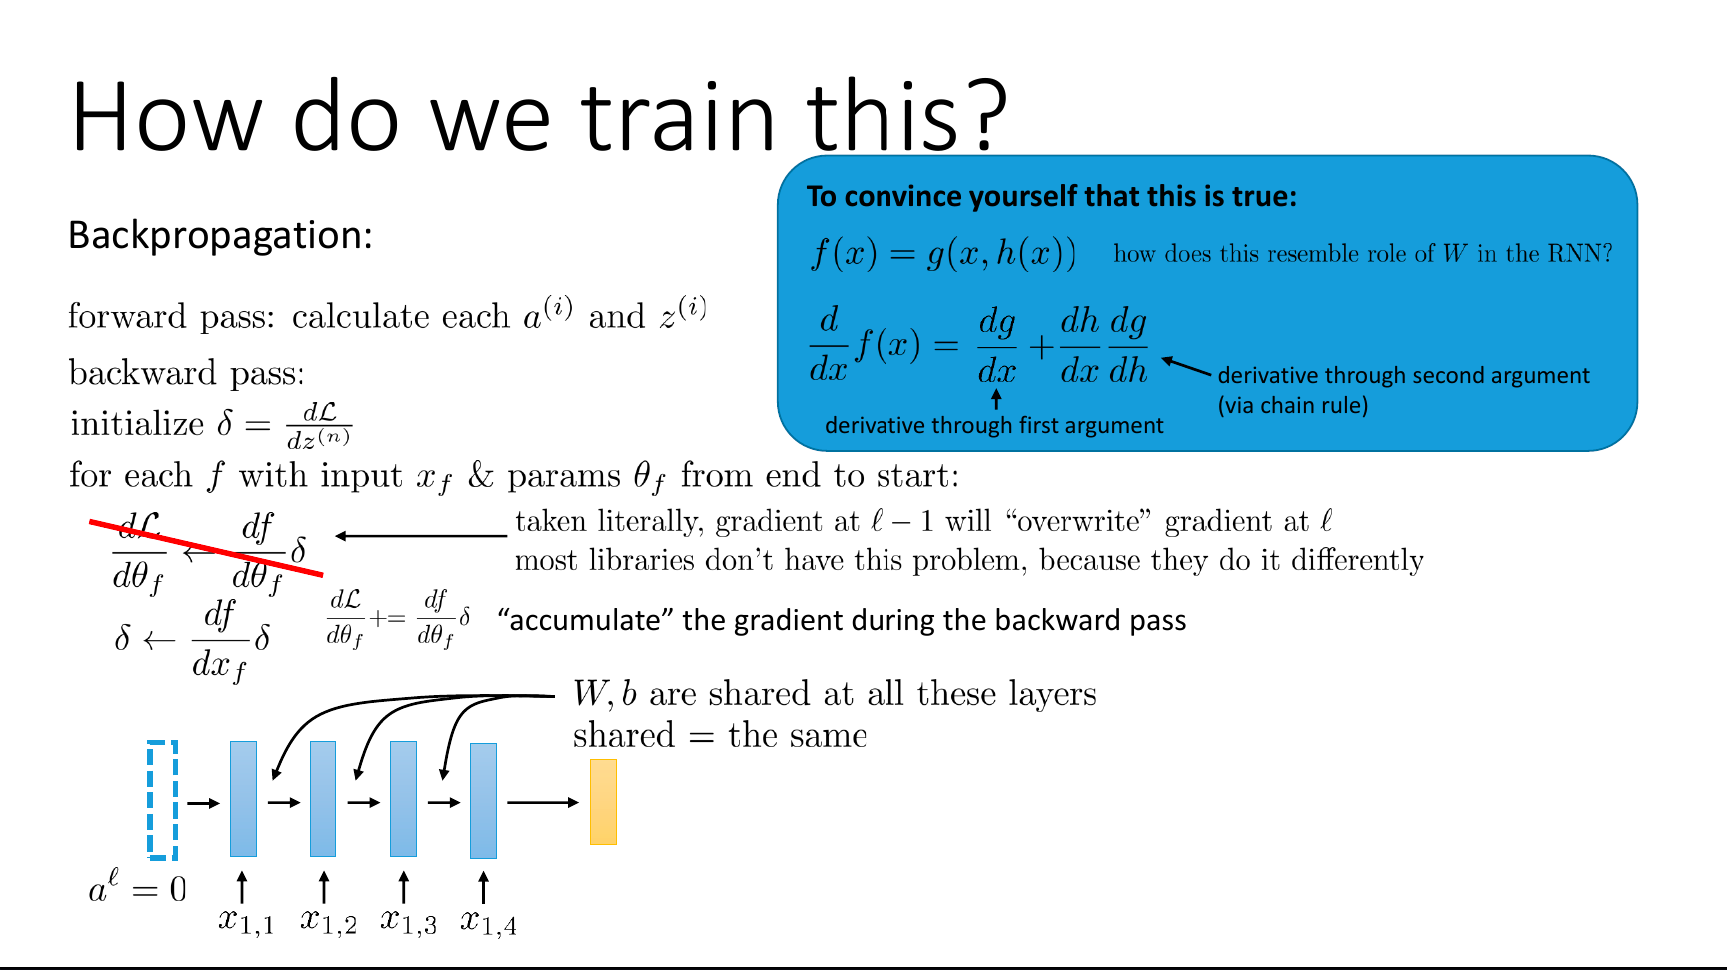 How do we train this?
Backpropagation:
forward pass: calculate each $a^{(i)}$ and $z^{(i)}$
backward pass:
initialize $\delta = \frac{d\mathcal{L}}{dz^{(n)}}$
for each $f$ with input $x_f$ & params $\theta_f$ from end to start:
$\frac{d\mathcal{L}}{d\theta_f} \leftarrow \frac{df}{d\theta_f}\delta$
taken literally, gradient at $\ell - 1$ will “overwrite” gradient at $\ell$
most libraries don’t have this problem, because they do it differently
$\delta \leftarrow \frac{df}{dx_f}\delta$
$\frac{d\mathcal{L}}{d\theta_f} += \frac{df}{d\theta_f}\delta$
“accumulate” the gradient during the backward pass
To convince yourself that this is true:
$f(x) = g(x, h(x))$ how does this resemble role of $W$ in the RNN?
$\frac{d}{dx}f(x) = \frac{dg}{dx} + \frac{dh}{dx}\frac{dg}{dh}$
derivative through second argument
(via chain rule)
derivative through first argument
$W, b$ are shared at all these layers
shared = the same
$a^\ell = 0$
$x_{1,1}$ $x_{1,2}$ $x_{1,3}$ $x_{1,4}$